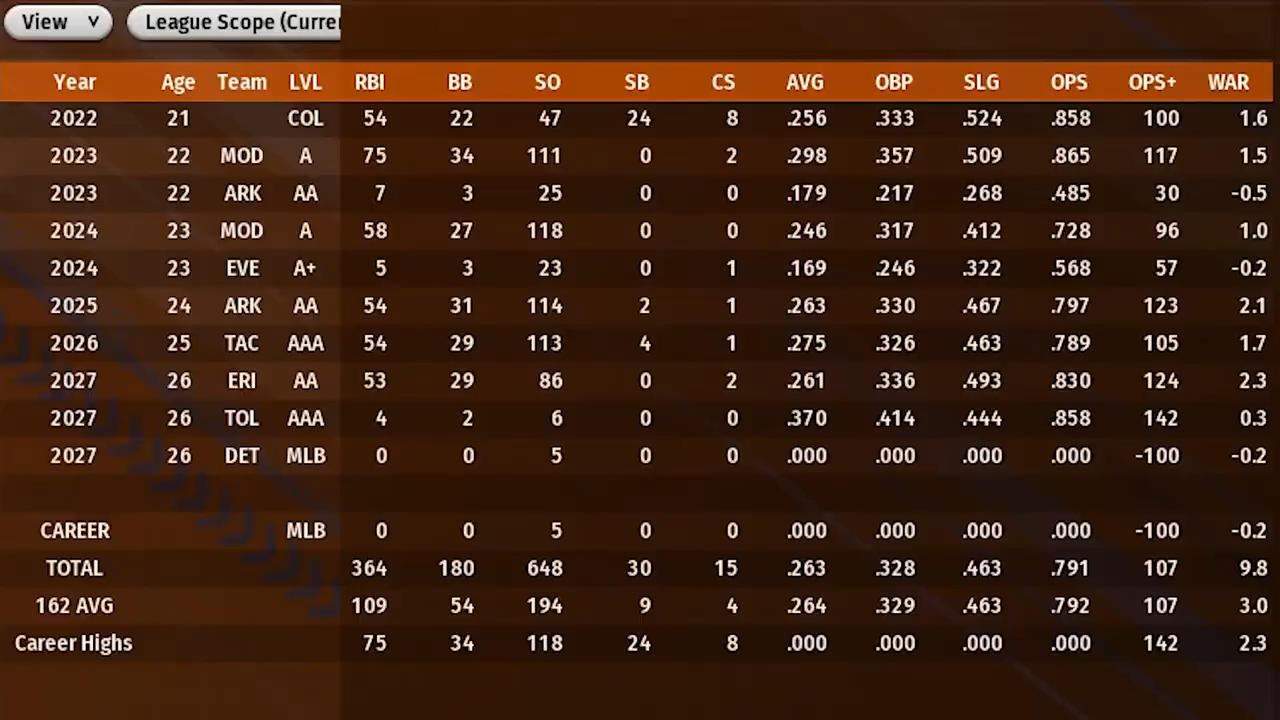 View v League Scope (Curre
Year Age Team LVL RBI BB SO SB CS AVG OBP SLG OPS OPS+ WAR
2022 21 COL 54 22 47 24 8 .256 .333 .524 .858 100 1.6
2023 22 MOD A 75 34 111 0 2 .298 .357 .509 .865 117 1.5
2023 22 ARK AA 7 3 25 0 0 .179 .217 .268 .485 30 -0.5
2024 23 MOD A 58 27 118 0 0 .246 .317 .412 .728 96 1.0
2024 23 EVE A+ 5 3 23 0 1 .169 .246 .322 .568 57 -0.2
2025 24 ARK AA 54 31 114 2 1 .263 .330 .467 .797 123 2.1
2026 25 TAC AAA 54 29 113 4 1 .275 .326 .463 .789 105 1.7
2027 26 ERI AA 53 29 86 0 2 .261 .336 .493 .830 124 2.3
2027 26 TOL AAA 4 2 6 0 0 .370 .414 .444 .858 142 0.3
2027 26 DET MLB 0 0 5 0 0 .000 .000 .000 .000 -100 -0.2
CAREER MLB 0 0 5 0 0 .000 .000 .000 .000 -100 -0.2
TOTAL 364 180 648 30 15 .263 .328 .463 .791 107 9.8
162 AVG 109 54 194 9 4 .264 .329 .463 .792 107 3.0
Career Highs 75 34 118 24 8 .000 .000 .000 .000 142 2.3